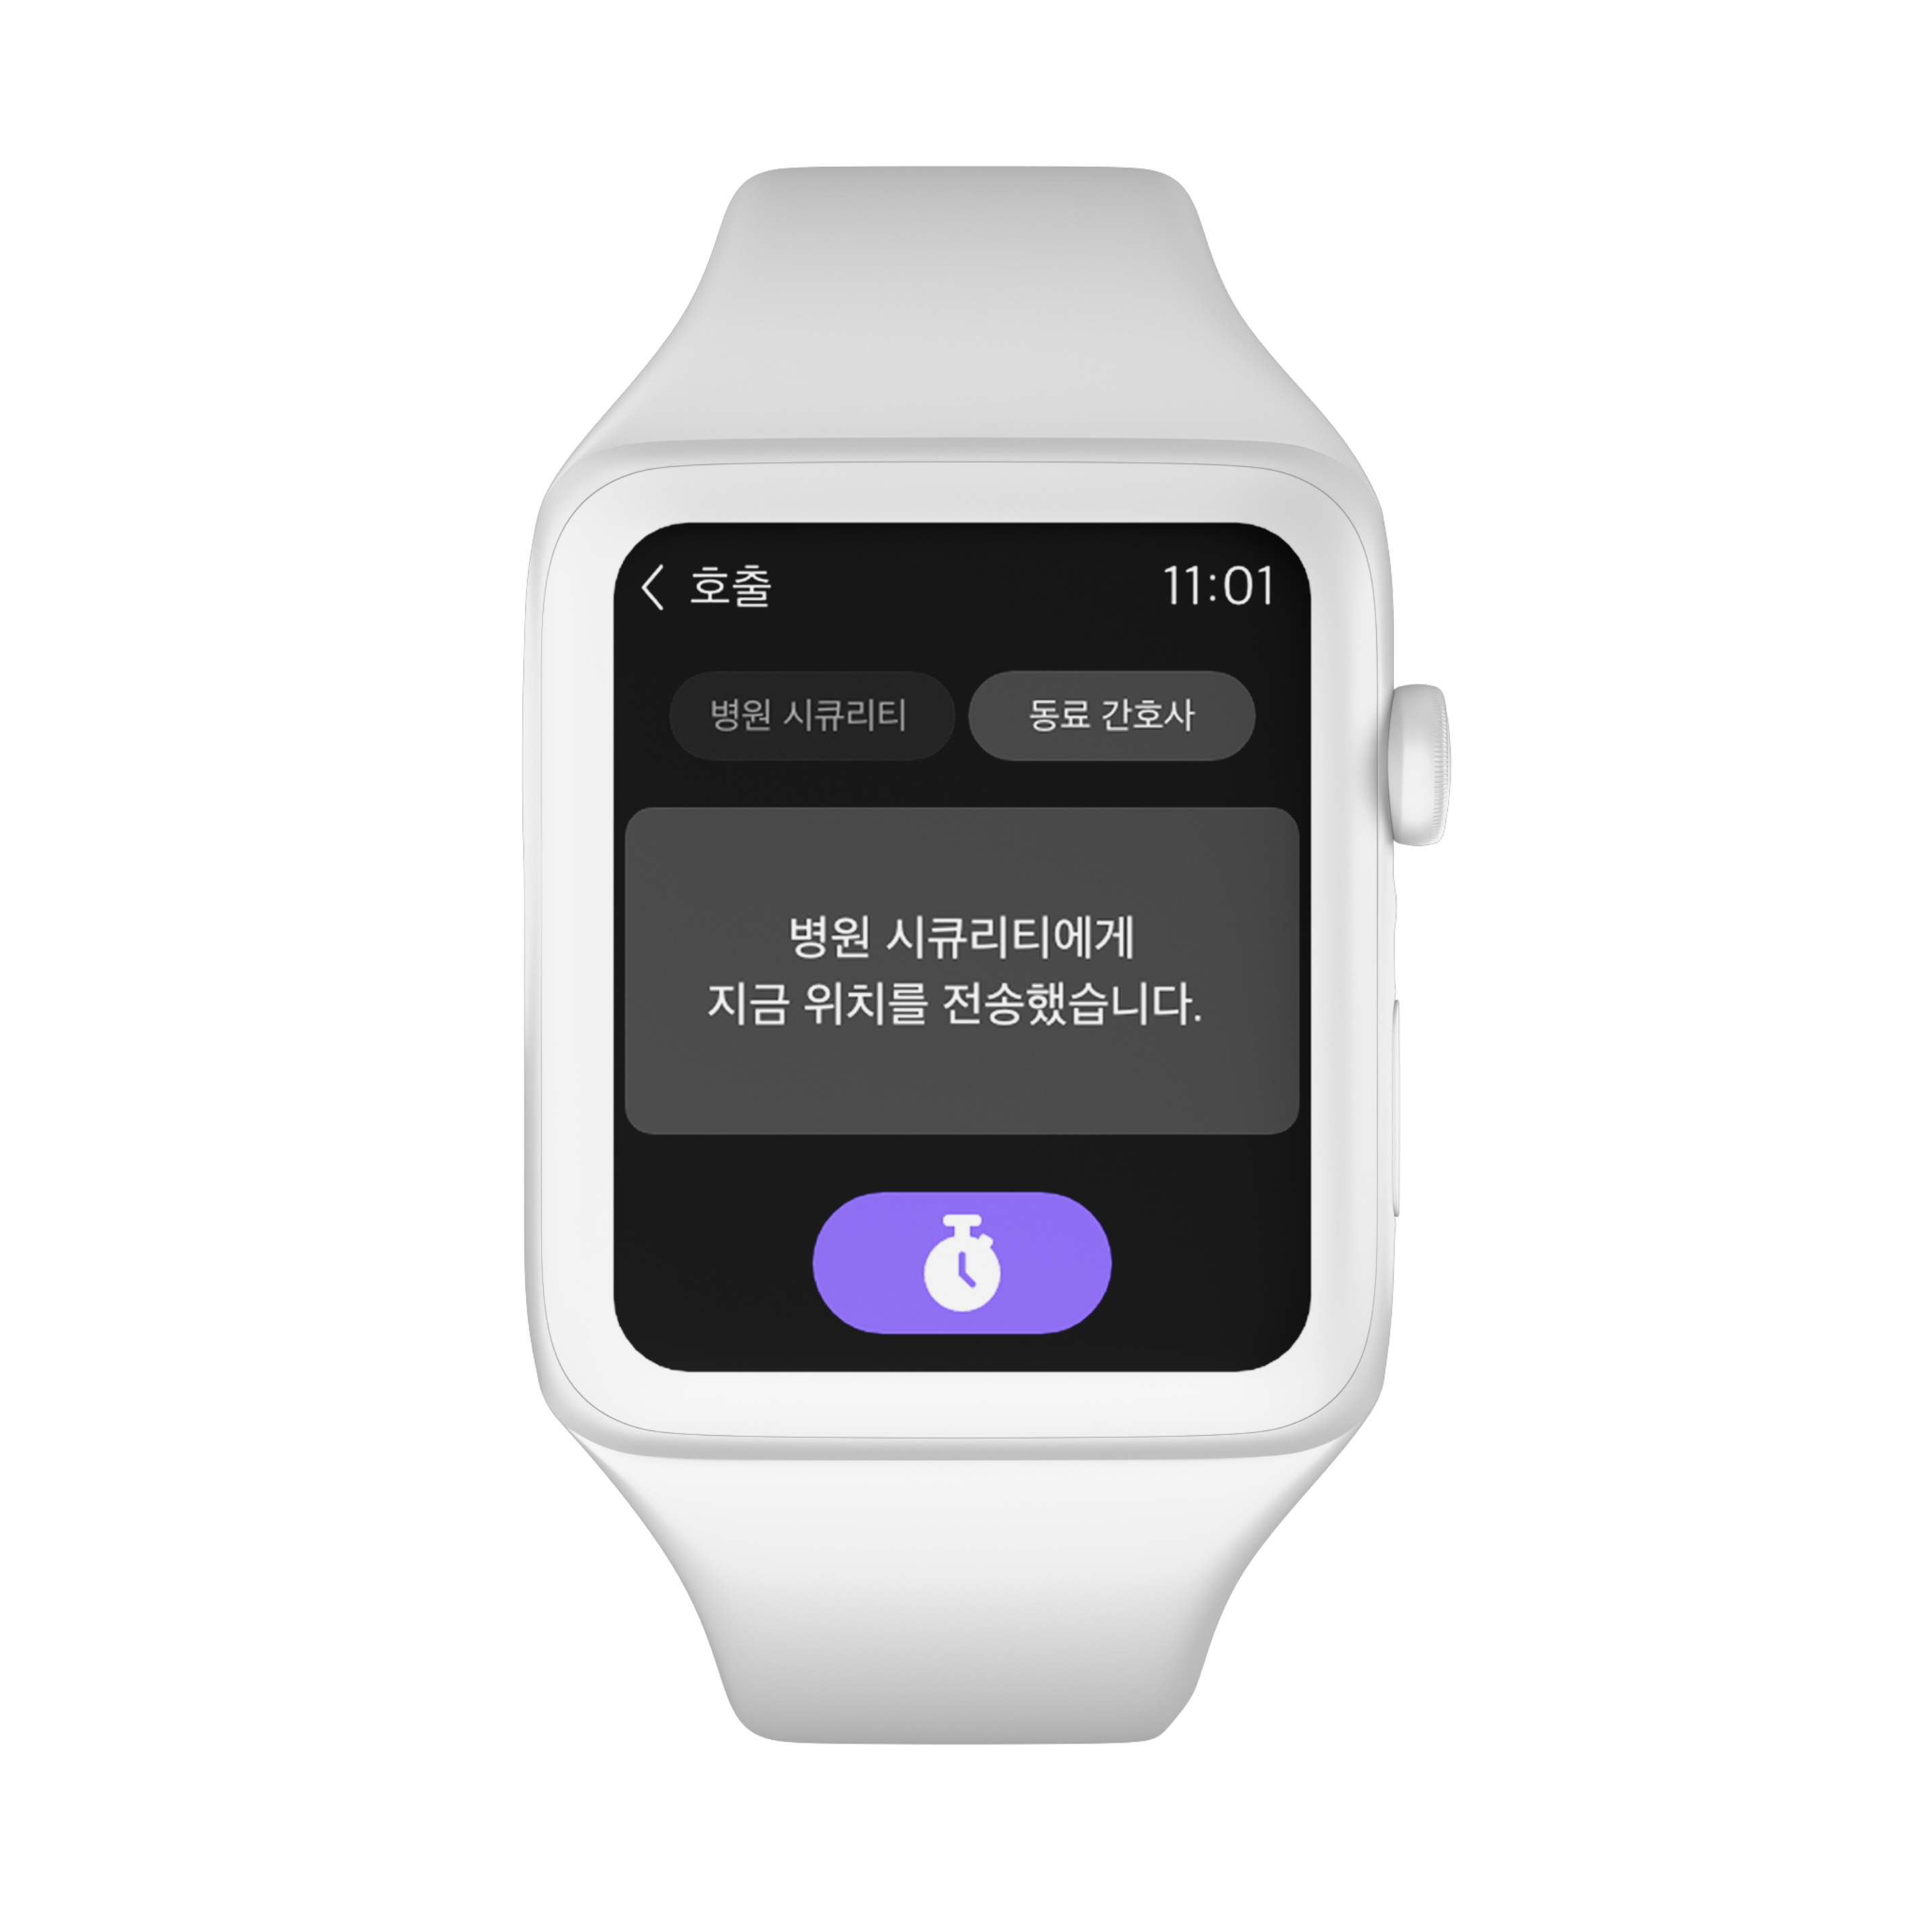 호출
11:01
병원 시큐리티
동료 간호사
병원 시큐리티에게
지금 위치를 전송했습니다.